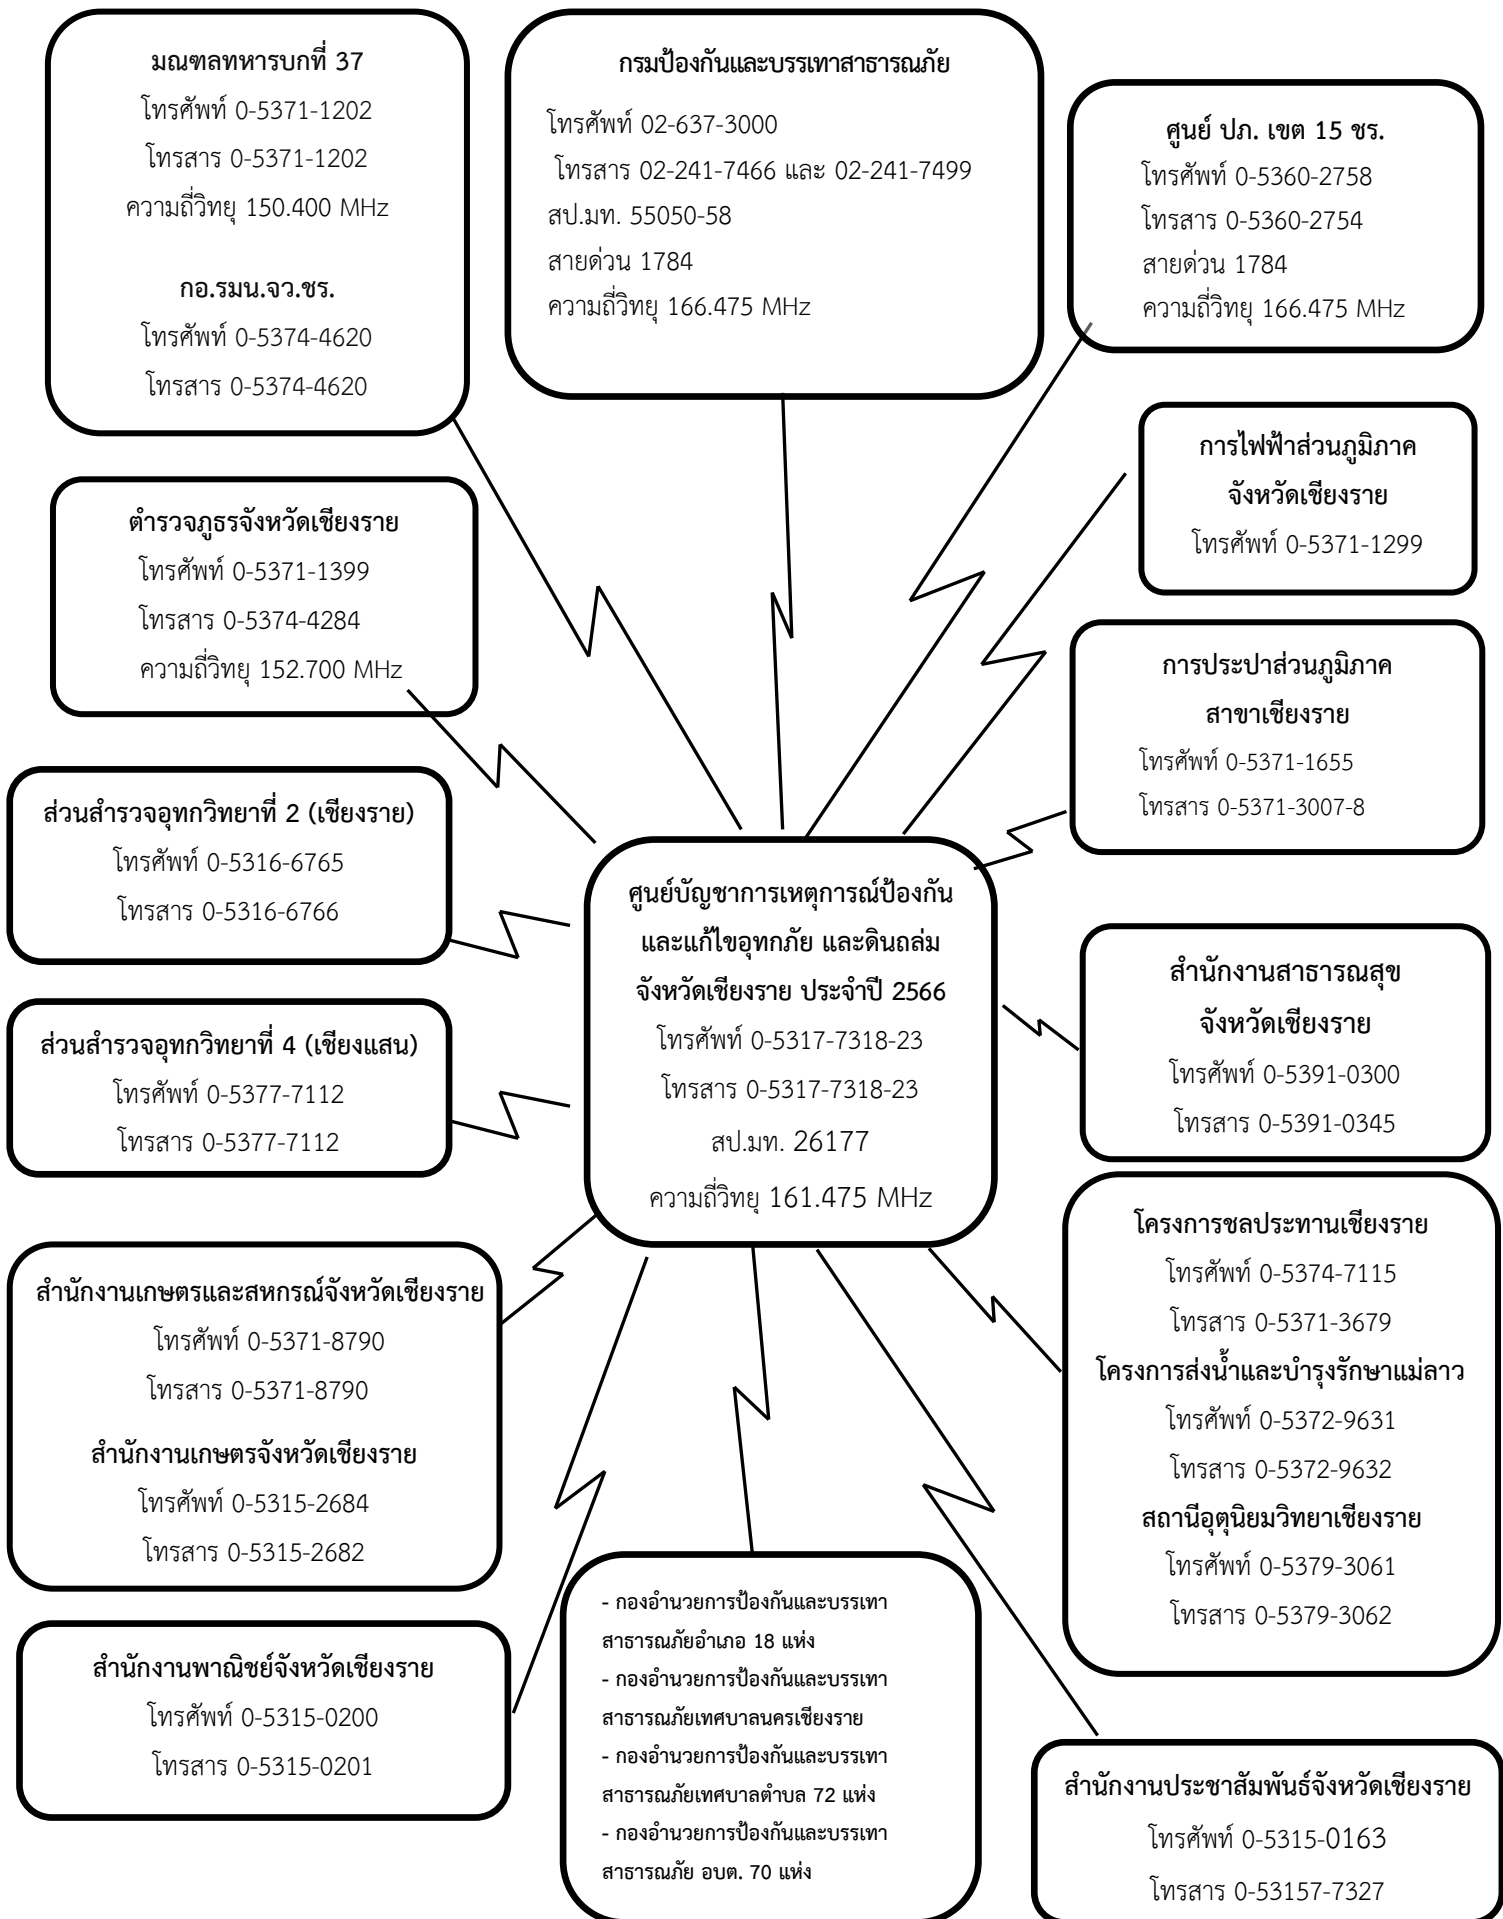 มณฑลทหารบกที่ 37
โทรศัพท์ 0-5371-1202
โทรสาร 0-5371-1202
ความถี่วิทยุ 150.400 MHz
กอ.รมน.จว.ชร.
โทรศัพท์ 0-5374-4620
โทรสาร 0-5374-4620
กรมป้องกันและบรรเทาสาธารณภัย
โทรศัพท์ 02-637-3000
โทรสาร 02-241-7466 และ 02-241-7499
สป.มท. 55050-58
สายด่วน 1784
ความถี่วิทยุ 166.475 MHz
ศูนย์ ปภ. เขต 15 ชร.
โทรศัพท์ 0-5360-2758
โทรสาร 0-5360-2754
สายด่วน 1784
ความถี่วิทยุ 166.475 MHz
การไฟฟ้าส่วนภูมิภาค
จังหวัดเชียงราย
โทรศัพท์ 0-5371-1299
ตำรวจภูธรจังหวัดเชียงราย
โทรศัพท์ 0-5371-1399
โทรสาร 0-5374-4284
ความถี่วิทยุ 152.700 MHz
การประปาส่วนภูมิภาค
สาขาเชียงราย
โทรศัพท์ 0-5371-1655
โทรสาร 0-5371-3007-8
ส่วนสำรวจอุทกวิทยาที่ 2 (เชียงราย)
โทรศัพท์ 0-5316-6765
โทรสาร 0-5316-6766
ศูนย์บัญชาการเหตุการณ์ป้องกัน
และแก้ไขอุทกภัย และดินถล่ม
จังหวัดเชียงราย ประจำปี 2566
โทรศัพท์ 0-5317-7318-23
โทรสาร 0-5317-7318-23
สป.มท. 26177
ความถี่วิทยุ 161.475 MHz
สำนักงานสาธารณสุข
จังหวัดเชียงราย
โทรศัพท์ 0-5391-0300
โทรสาร 0-5391-0345
ส่วนสำรวจอุทกวิทยาที่ 4 (เชียงแสน)
โทรศัพท์ 0-5377-7112
โทรสาร 0-5377-7112
โครงการชลประทานเชียงราย
โทรศัพท์ 0-5374-7115
โทรสาร 0-5371-3679
โครงการส่งน้ำและบำรุงรักษาแม่ลาว
โทรศัพท์ 0-5372-9631
โทรสาร 0-5372-9632
สถานีอุตุนิยมวิทยาเชียงราย
โทรศัพท์ 0-5379-3061
โทรสาร 0-5379-3062
สำนักงานเกษตรและสหกรณ์จังหวัดเชียงราย
โทรศัพท์ 0-5371-8790
โทรสาร 0-5371-8790
สำนักงานเกษตรจังหวัดเชียงราย
โทรศัพท์ 0-5315-2684
โทรสาร 0-5315-2682
สำนักงานพาณิชย์จังหวัดเชียงราย
โทรศัพท์ 0-5315-0200
โทรสาร 0-5315-0201
- กองอำนวยการป้องกันและบรรเทา
สาธารณภัยอำเภอ 18 แห่ง
- กองอำนวยการป้องกันและบรรเทา
สาธารณภัยเทศบาลนครเชียงราย
- กองอำนวยการป้องกันและบรรเทา
สาธารณภัยเทศบาลตำบล 72 แห่ง
- กองอำนวยการป้องกันและบรรเทา
สาธารณภัย อบต. 70 แห่ง
สำนักงานประชาสัมพันธ์จังหวัดเชียงราย
โทรศัพท์ 0-5315-0163
โทรสาร 0-53157-7327